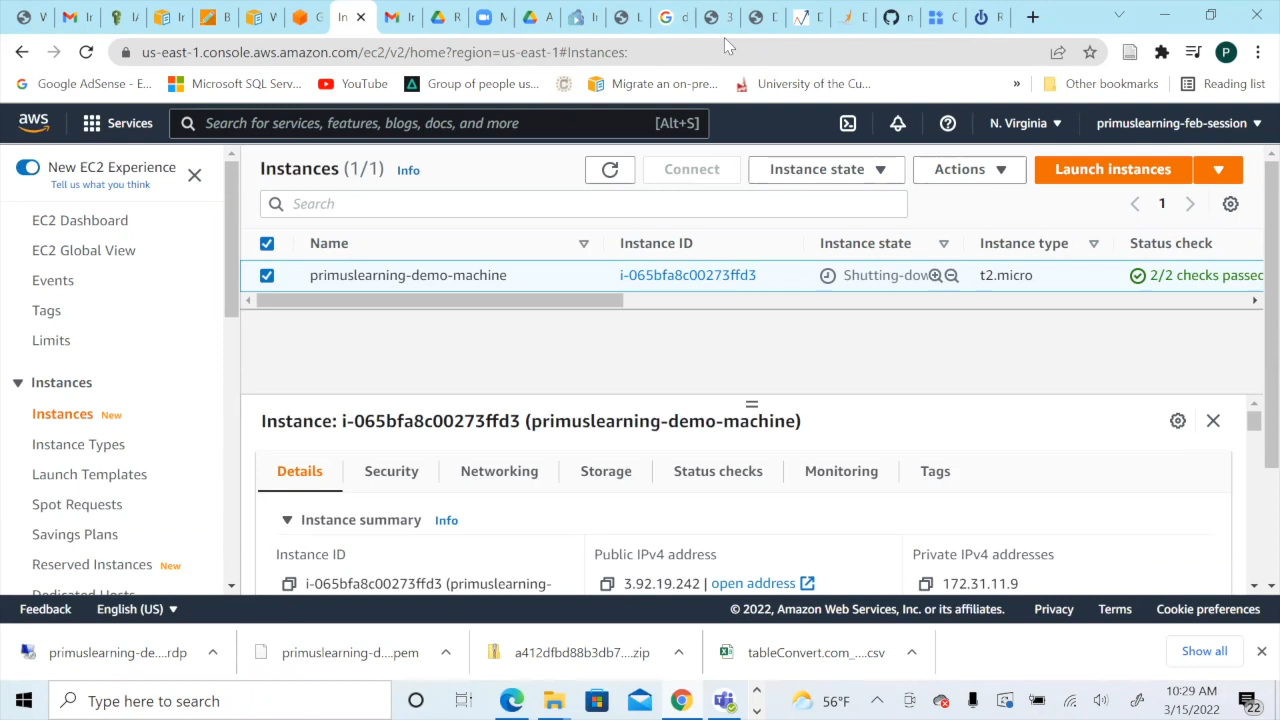 us-east-1.console.aws.amazon.com/ec2/v2/home?region=us-east-1#Instances:
Google AdSense - E...
Microsoft SQL Serv...
YouTube
Group of people us...
Migrate an on-pre...
University of the Cu...
»
Other bookmarks
Reading list
aws
Services
Search for services, features, blogs, docs, and more
[Alt+S]
N. Virginia
primuslearning-feb-session
New EC2 Experience
Tell us what you think
EC2 Dashboard
EC2 Global View
Events
Tags
Limits
Instances
Instances New
Instance Types
Launch Templates
Spot Requests
Savings Plans
Reserved Instances New
Dedicated Hosts
Instances (1/1) Info
Connect
Instance state
Actions
Launch instances
Search
1
Name
Instance ID
Instance state
Instance type
Status check
primuslearning-demo-machine
i-065bfa8c00273ffd3
Shutting-dow
t2.micro
2/2 checks passec
Instance: i-065bfa8c00273ffd3 (primuslearning-demo-machine)
Details
Security
Networking
Storage
Status checks
Monitoring
Tags
Instance summary Info
Instance ID
Public IPv4 address
Private IPv4 addresses
i-065bfa8c00273ffd3 (primuslearning-
3.92.19.242 | open address
172.31.11.9
Feedback
English (US)
© 2022, Amazon Web Services, Inc. or its affiliates.
Privacy
Terms
Cookie preferences
primuslearning-de....rdp
primuslearning-d....pem
a412dfbd88b3db7....zip
tableConvert.com_....csv
Show all
Type here to search
56°F
10:29 AM
3/15/2022
22